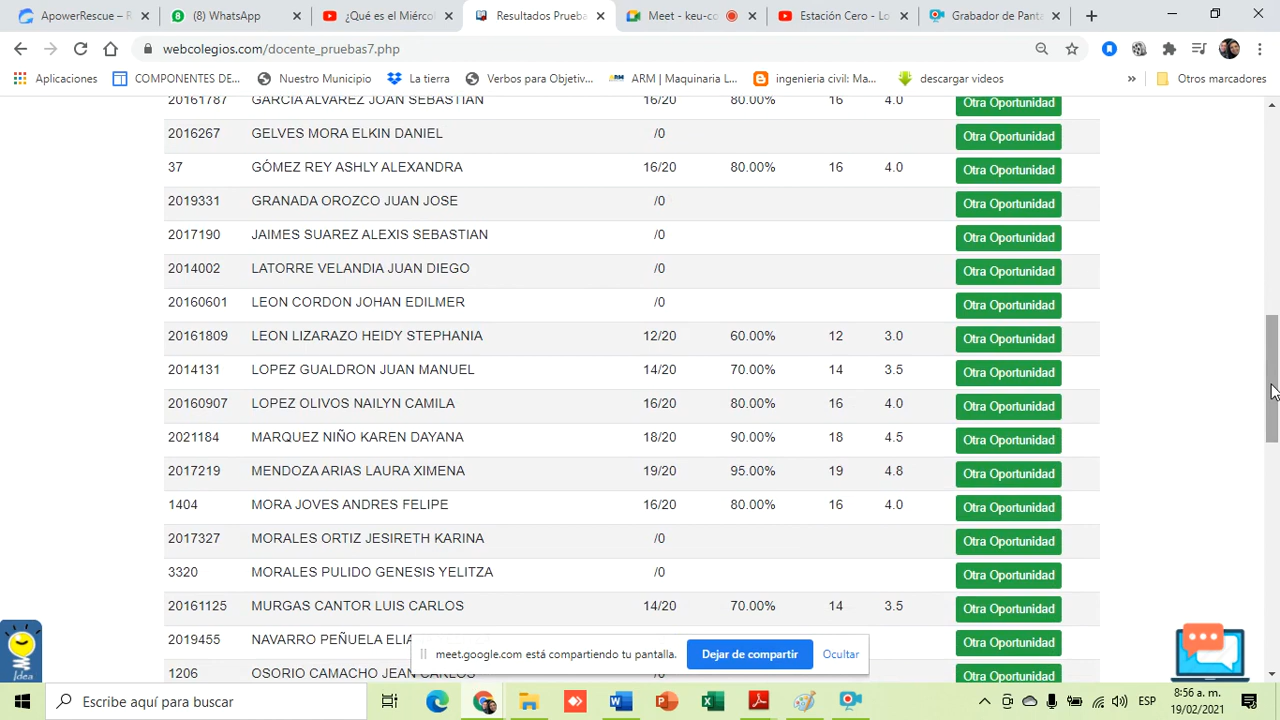 ApowerRescue
(8) WhatsApp
¿Qué es el Miérc
Resultados Prueba
Meet - keu-c
Estación Cero - L
Grabador de Panta
webcolegios.com/docente_pruebas7.php
Aplicaciones
COMPONENTES DE...
Nuestro Municipio
La tierra
Verbos para Objetiv...
ARM | Maquinaria L...
ingenieria civil: Ma...
descargar videos
»
Otros marcadores
20161787 GARCIA ALVAREZ JOAN SEBASTIAN 16/20 80.00% 16 4.0 Otra Oportunidad
2016267 GELVES MORA ELKIN DANIEL /0 Otra Oportunidad
37 GÓMEZ REY ASHLY ALEXANDRA 16/20 80.00% 16 4.0 Otra Oportunidad
2019331 GRANADA OROZCO JUAN JOSE /0 Otra Oportunidad
2017190 JAIMES SUAREZ ALEXIS SEBASTIAN /0 Otra Oportunidad
2014002 LATORRE VELANDIA JUAN DIEGO /0 Otra Oportunidad
20160601 LEON CORDON JOHAN EDILMER /0 Otra Oportunidad
20161809 LEON LIZARAZO HEIDY STEPHANIA 12/20 60.00% 12 3.0 Otra Oportunidad
2014131 LOPEZ GUALDRON JUAN MANUEL 14/20 70.00% 14 3.5 Otra Oportunidad
20160907 LOPEZ OLIVOS NAILYN CAMILA 16/20 80.00% 16 4.0 Otra Oportunidad
2021184 MARQUEZ NIÑO KAREN DAYANA 18/20 90.00% 18 4.5 Otra Oportunidad
2017219 MENDOZA ARIAS LAURA XIMENA 19/20 95.00% 19 4.8 Otra Oportunidad
1404 MORA JOVES ANDRES FELIPE 16/20 80.00% 16 4.0 Otra Oportunidad
2017327 MORALES ORTIZ JESIRETH KARINA /0 Otra Oportunidad
3320 MORALES PULIDO GENESIS YELITZA /0 Otra Oportunidad
20161125 MURGAS CANTOR LUIS CARLOS 14/20 70.00% 14 3.5 Otra Oportunidad
2019455 NAVARRO PEÑUELA ELIA Otra Oportunidad
meet.google.com está compartiendo tu pantalla. Dejar de compartir Ocultar
1206 OSORIO CAMACHO JEAN CARLOS /0 Otra Oportunidad
Idea
Escribe aquí para buscar
ESP
8:56 a. m.
19/02/2021